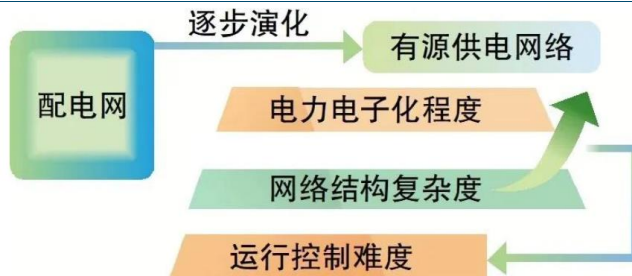 逐步演化
配电网
有源供电网络
电力电子化程度
网络结构复杂度
运行控制难度